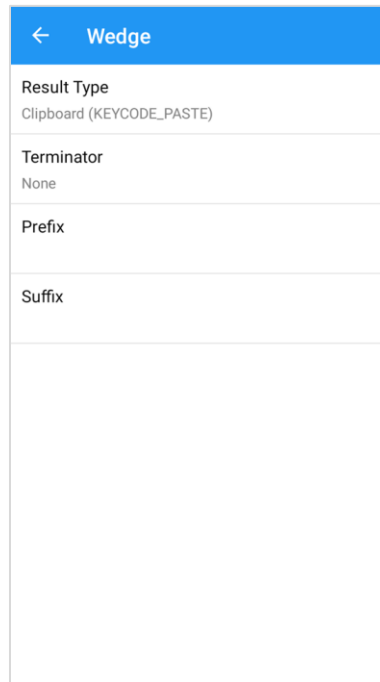 Wedge
Result Type
Clipboard (KEYCODE_PASTE)
Terminator
None
Prefix
Suffix